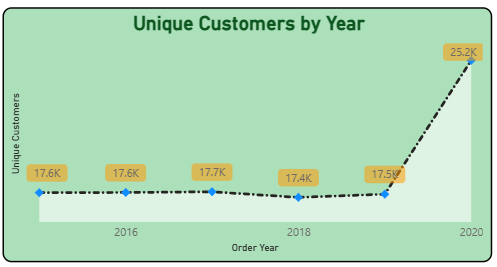 Unique Customers by Year
Unique Customers
25.2K
17.6K
17.6K
17.7K
17.4K
17.5K
2016
2018
2020
Order Year